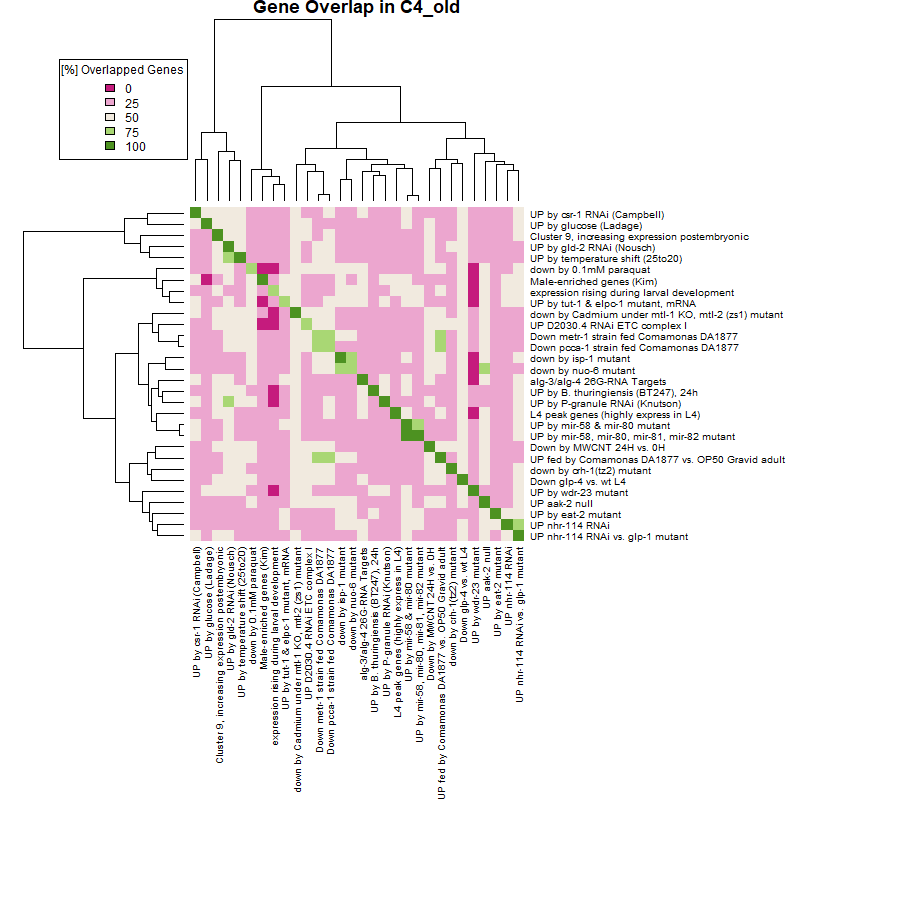 Gene Overlap in C4_old
[%] Overlapped Genes
0
25
50
75
100
UP by csr-1 RNAi (Campbell)
UP by glucose (Ladage)
Cluster 9, increasing expression postembryonic
UP by gld-2 RNAi (Nousch)
UP by temperature shift (25to20)
down by 0.1mM paraquat
Male-enriched genes (Kim)
expression rising during larval development
UP by tut-1 & elpc-1 mutant, mRNA
down by Cadmium under mtl-1 KO, mtl-2 (zs1) mutant
UP D2030.4 RNAi ETC complex I
Down metr-1 strain fed Comamonas DA1877
Down pcca-1 strain fed Comamonas DA1877
down by isp-1 mutant
down by nuo-6 mutant
alg-3/alg-4 26G-RNA Targets
UP by B. thuringiensis (BT247), 24h
UP by P-granule RNAi (Knutson)
L4 peak genes (highly express in L4)
UP by mir-58 & mir-80 mutant
UP by mir-58, mir-80, mir-81, mir-82 mutant
Down by MWCNT 24H vs. 0H
UP fed by Comamonas DA1877 vs. OP50 Gravid adult
down by crh-1(tz2) mutant
Down glp-4 vs. wt L4
UP by wdr-23 mutant
UP aak-2 null
UP by eat-2 mutant
UP nhr-114 RNAi
UP nhr-114 RNAi vs. glp-1 mutant
UP by csr-1 RNAi (Campbell)
UP by glucose (Ladage)
Cluster 9, increasing expression postembryonic
UP by gld-2 RNAi (Nousch)
UP by temperature shift (25to20)
down by 0.1mM paraquat
Male-enriched genes (Kim)
expression rising during larval development
UP by tut-1 & elpc-1 mutant, mRNA
down by Cadmium under mtl-1 KO, mtl-2 (zs1) mutant
UP D2030.4 RNAi ETC complex I
Down metr-1 strain fed Comamonas DA1877
Down pcca-1 strain fed Comamonas DA1877
down by isp-1 mutant
down by nuo-6 mutant
alg-3/alg-4 26G-RNA Targets
UP by B. thuringiensis (BT247), 24h
UP by P-granule RNAi (Knutson)
L4 peak genes (highly express in L4)
UP by mir-58 & mir-80 mutant
UP by mir-58, mir-80, mir-81, mir-82 mutant
Down by MWCNT 24H vs. 0H
UP fed by Comamonas DA1877 vs. OP50 Gravid adult
down by crh-1(tz2) mutant
Down glp-4 vs. wt L4
UP by wdr-23 mutant
UP aak-2 null
UP by eat-2 mutant
UP nhr-114 RNAi
UP nhr-114 RNAi vs. glp-1 mutant